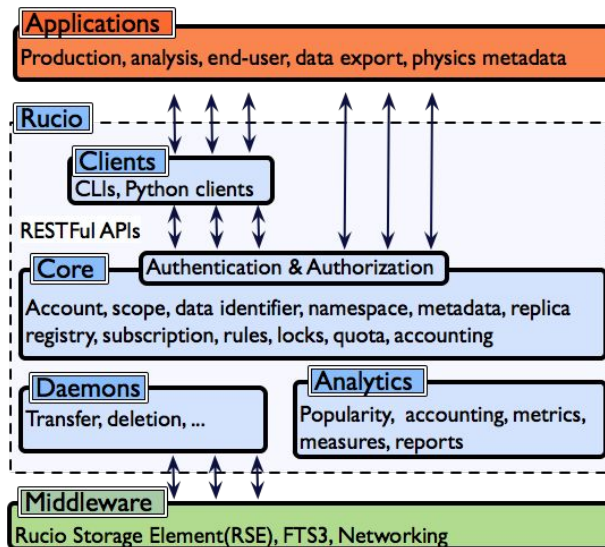 Applications
Production, analysis, end-user, data export, physics metadata
Rucio
Clients
CLIs, Python clients
RESTFul APIs
Authentication & Authorization
Core
Account, scope, data identifier, namespace, metadata, replica
registry, subscription, rules, locks, quota, accounting
Daemons
Transfer, deletion, ...
Analytics
Popularity, accounting, metrics,
measures, reports
Middleware
Rucio Storage Element(RSE), FTS3, Networking